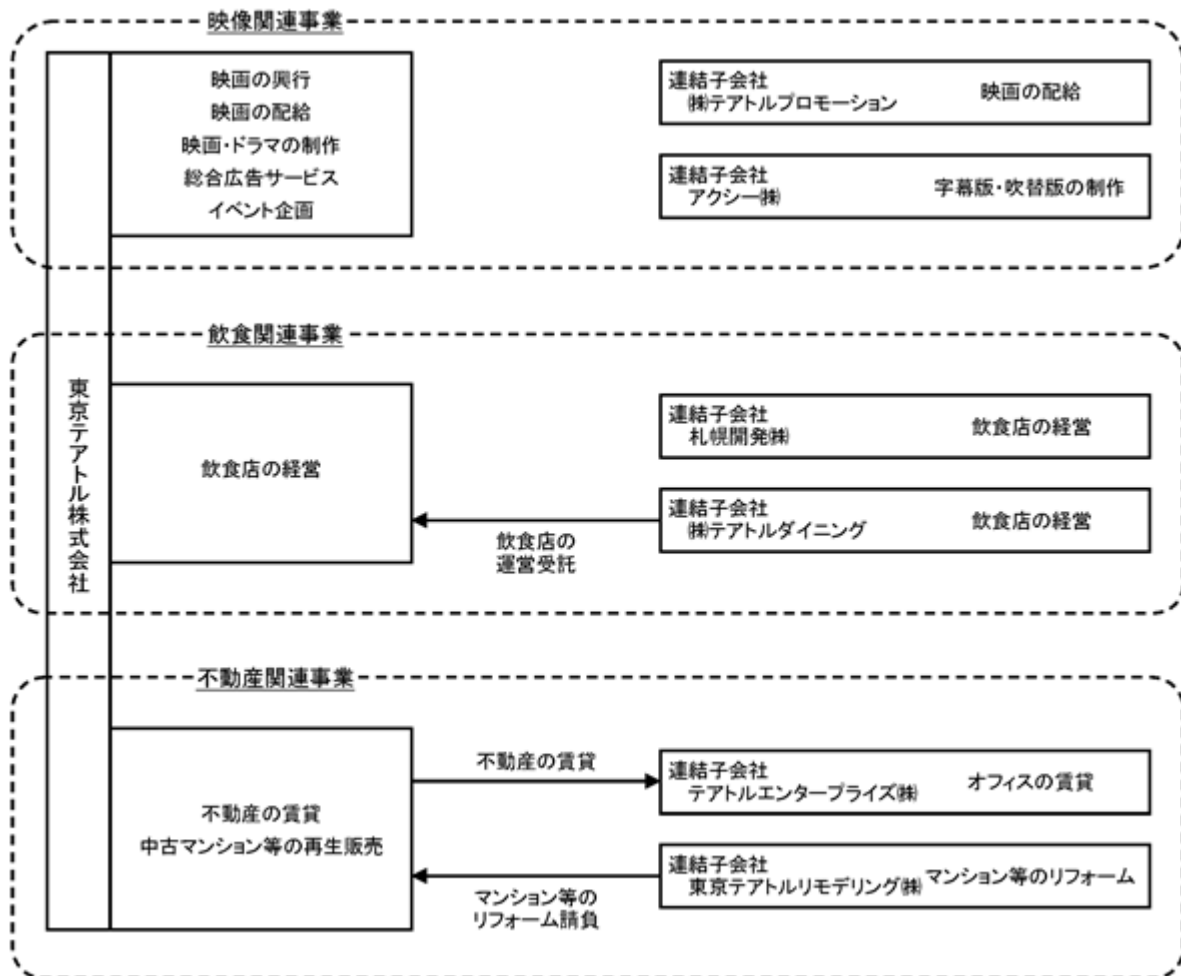 映像関連事業
映画の興行
映画の配給
映画・ドラマの制作
総合広告サービス
イベント企画
連結子会社
㈱テアトルプロモーション
映画の配給
連結子会社
アクシー㈱
字幕版・吹替版の制作
東京テアトル株式会社
飲食関連事業
飲食店の経営
連結子会社
札幌開発㈱
飲食店の経営
連結子会社
㈱テアトルダイニング
飲食店の経営
飲食店の
運営受託
不動産関連事業
不動産の賃貸
中古マンション等の再生販売
不動産の賃貸
連結子会社
テアトルエンタープライズ㈱
オフィスの賃貸
連結子会社
東京テアトルリモデリング㈱
マンション等のリフォーム
マンション等の
リフォーム請負